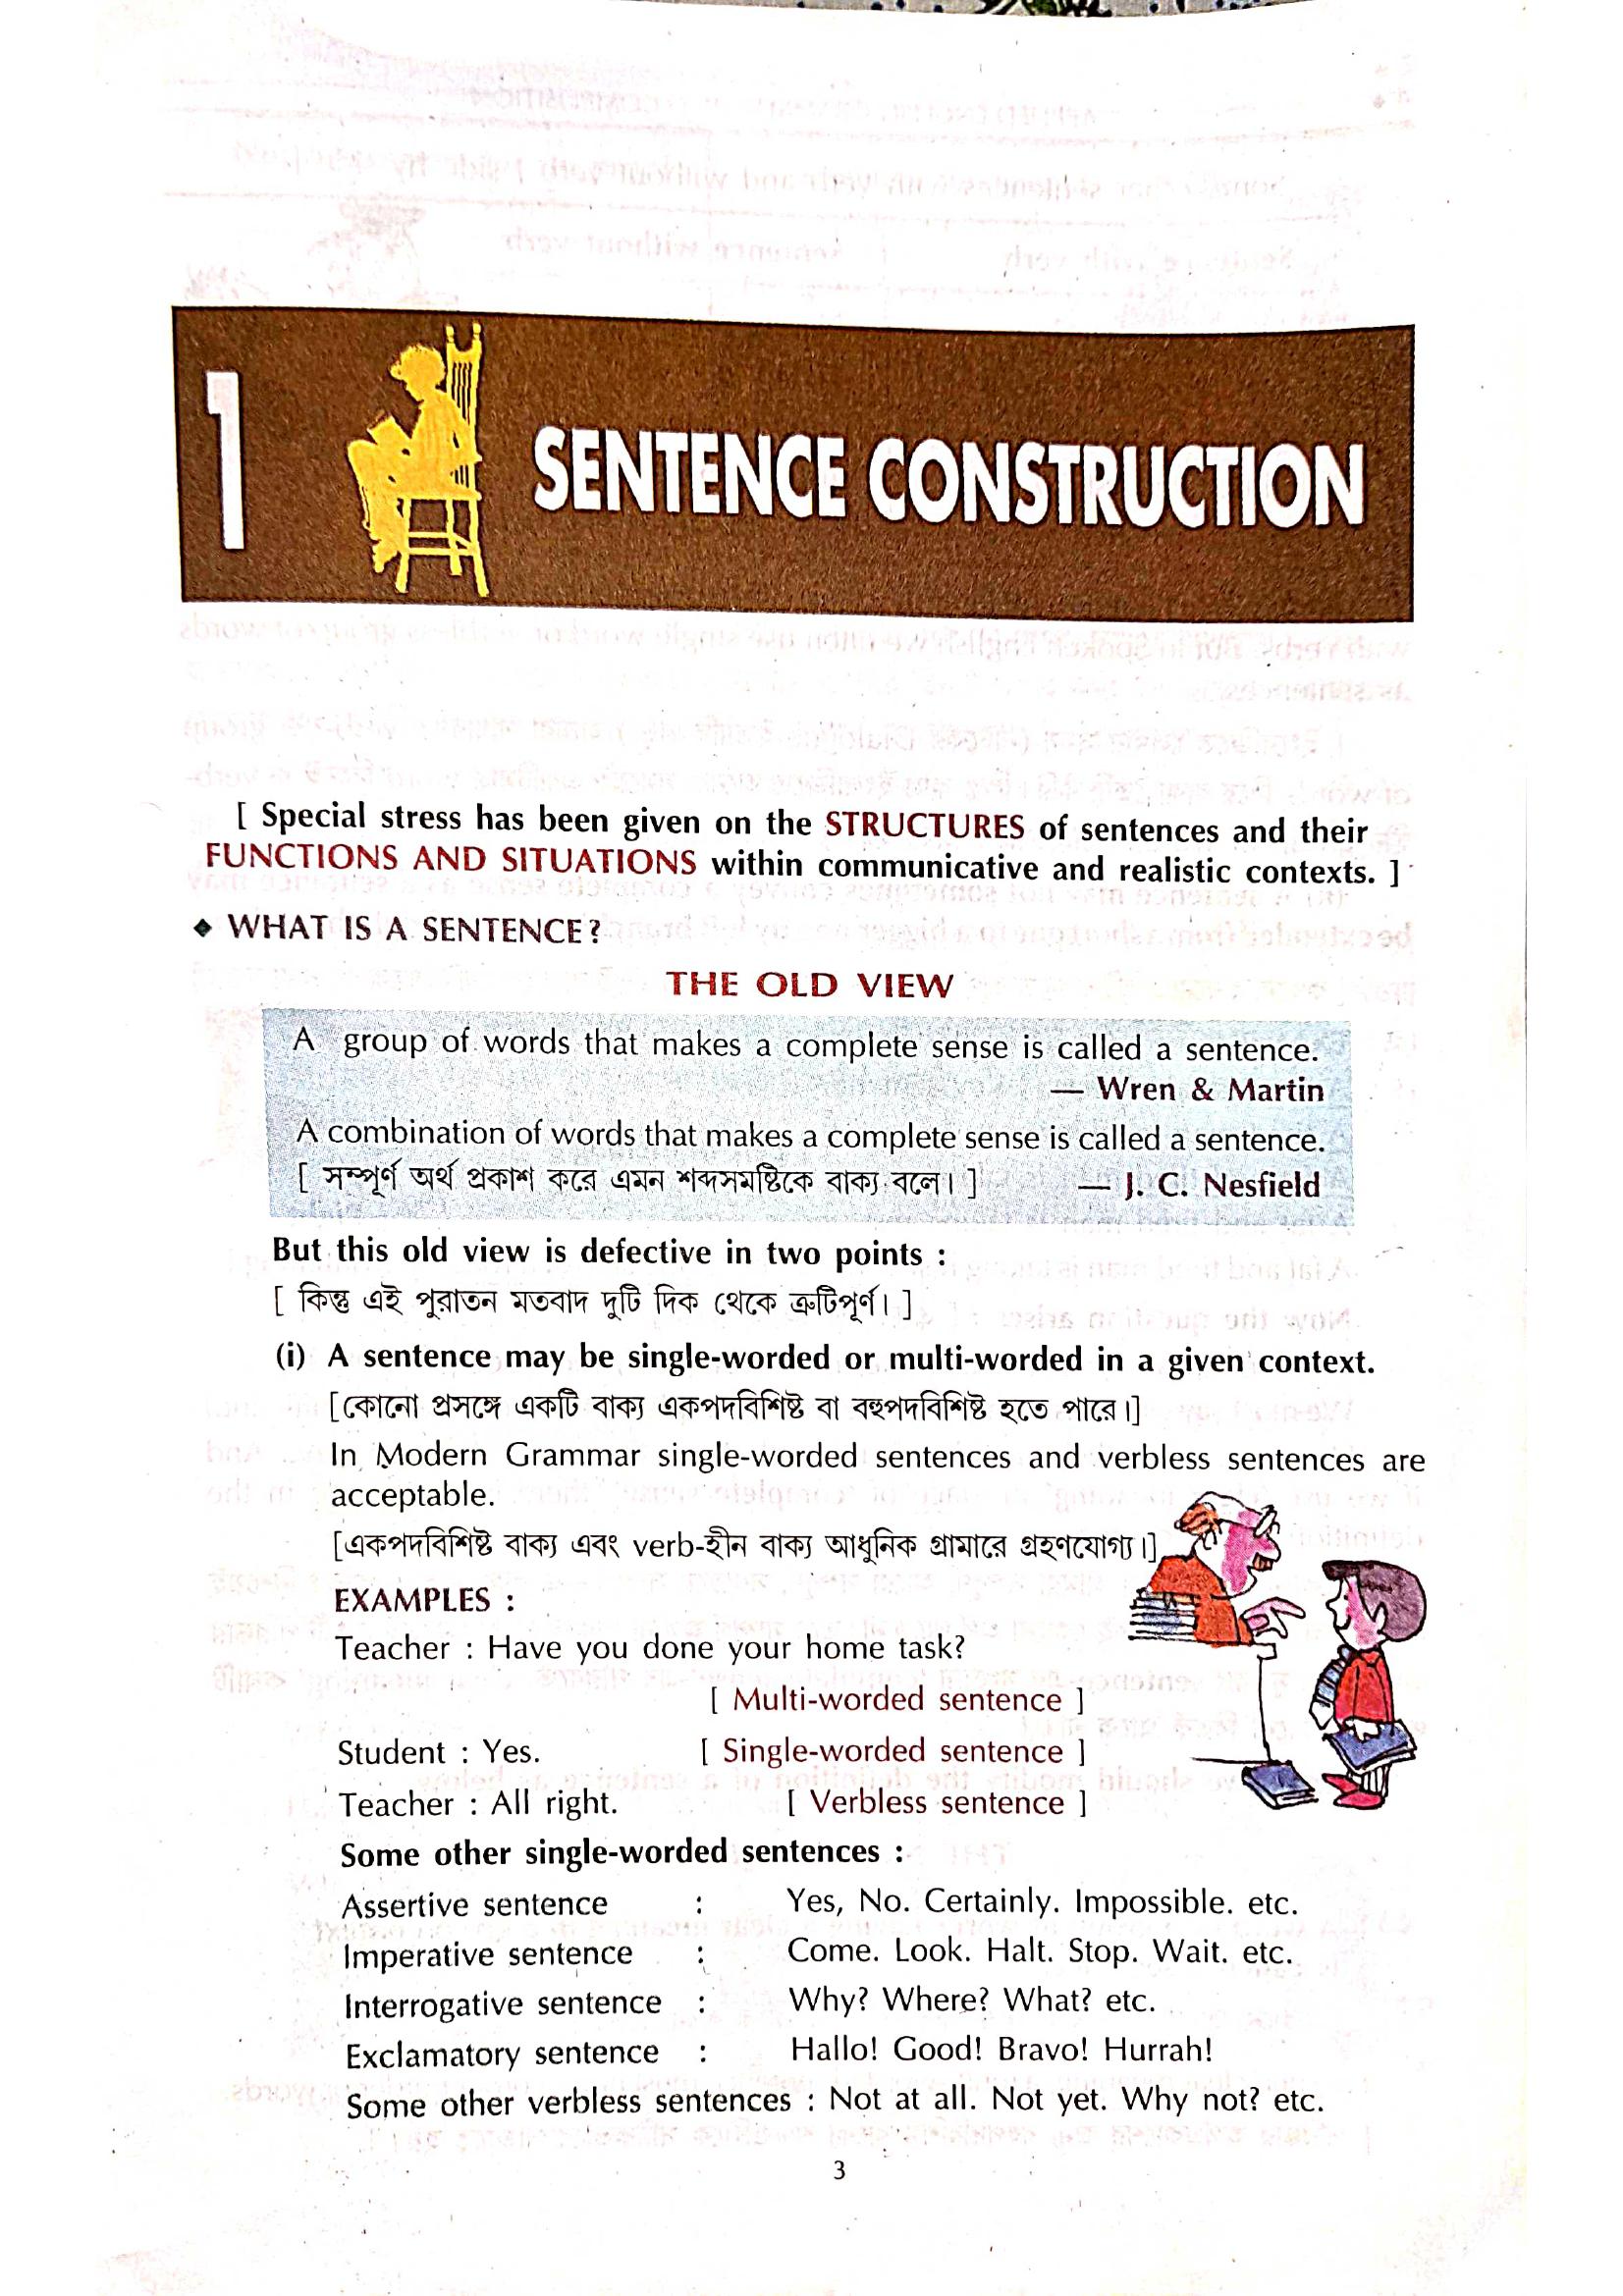 1
SENTENCE CONSTRUCTION
[ Special stress has been given on the STRUCTURES of sentences and their
FUNCTIONS AND SITUATIONS within communicative and realistic contexts. ]
◆ WHAT IS A SENTENCE?
THE OLD VIEW
A group of words that makes a complete sense is called a sentence.
— Wren & Martin
A combination of words that makes a complete sense is called a sentence.
[ সম্পূর্ণ অর্থ প্রকাশ করে এমন শব্দসমষ্টিকে বাক্য বলে। ] — J. C. Nesfield
But this old view is defective in two points :
[ কিন্তু এই পুরাতন মতবাদ দুটি দিক থেকে ত্রুটিপূর্ণ। ]
(i) A sentence may be single-worded or multi-worded in a given context.
[কোনো প্রসঙ্গে একটি বাক্য একপদবিশিষ্ট বা বহুপদবিশিষ্ট হতে পারে।]
In Modern Grammar single-worded sentences and verbless sentences are
acceptable.
[একপদবিশিষ্ট বাক্য এবং verb-হীন বাক্য আধুনিক গ্রামারে গ্রহণযোগ্য।]
EXAMPLES :
Teacher : Have you done your home task?
[ Multi-worded sentence ]
Student : Yes. [ Single-worded sentence ]
Teacher : All right. [ Verbless sentence ]
Some other single-worded sentences :
Assertive sentence : Yes, No. Certainly. Impossible. etc.
Imperative sentence : Come. Look. Halt. Stop. Wait. etc.
Interrogative sentence : Why? Where? What? etc.
Exclamatory sentence : Hallo! Good! Bravo! Hurrah!
Some other verbless sentences : Not at all. Not yet. Why not? etc.
3